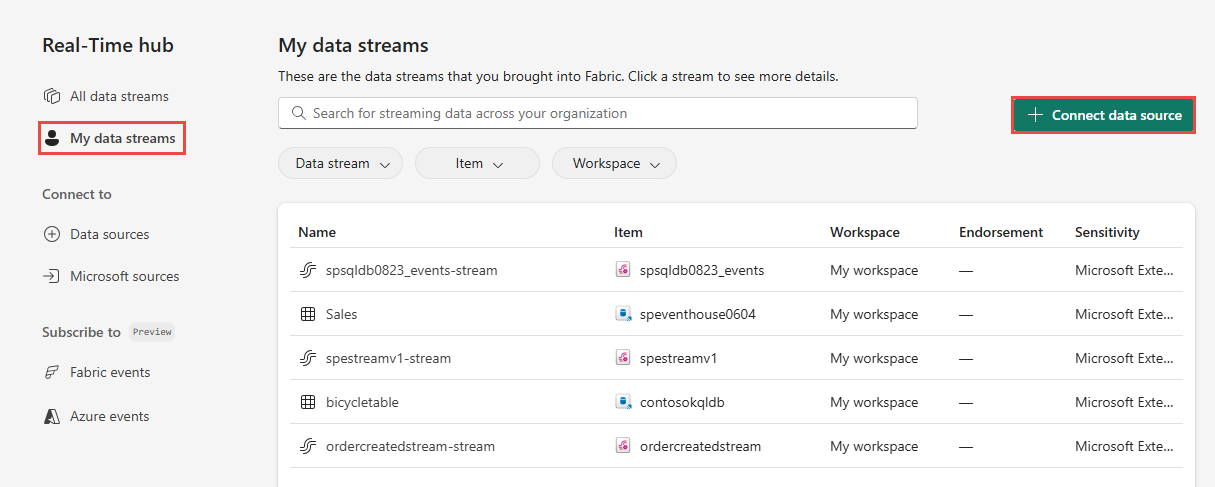 Real-Time hub
All data streams
My data streams
Connect to
Data sources
Microsoft sources
Subscribe to Preview
Fabric events
Azure events
My data streams
These are the data streams that you brought into Fabric. Click a stream to see more details.
Search for streaming data across your organization
Connect data source
Data stream Item Workspace
Name Item Workspace Endorsement Sensitivity
spsqldb0823_events-stream spsqldb0823_events My workspace — Microsoft Exte...
Sales speventhouse0604 My workspace — Microsoft Exte...
spestreamv1-stream spestreamv1 My workspace — Microsoft Exte...
bicycletable contosokqldb My workspace — Microsoft Exte...
ordercreatedstream-stream ordercreatedstream My workspace — Microsoft Exte...